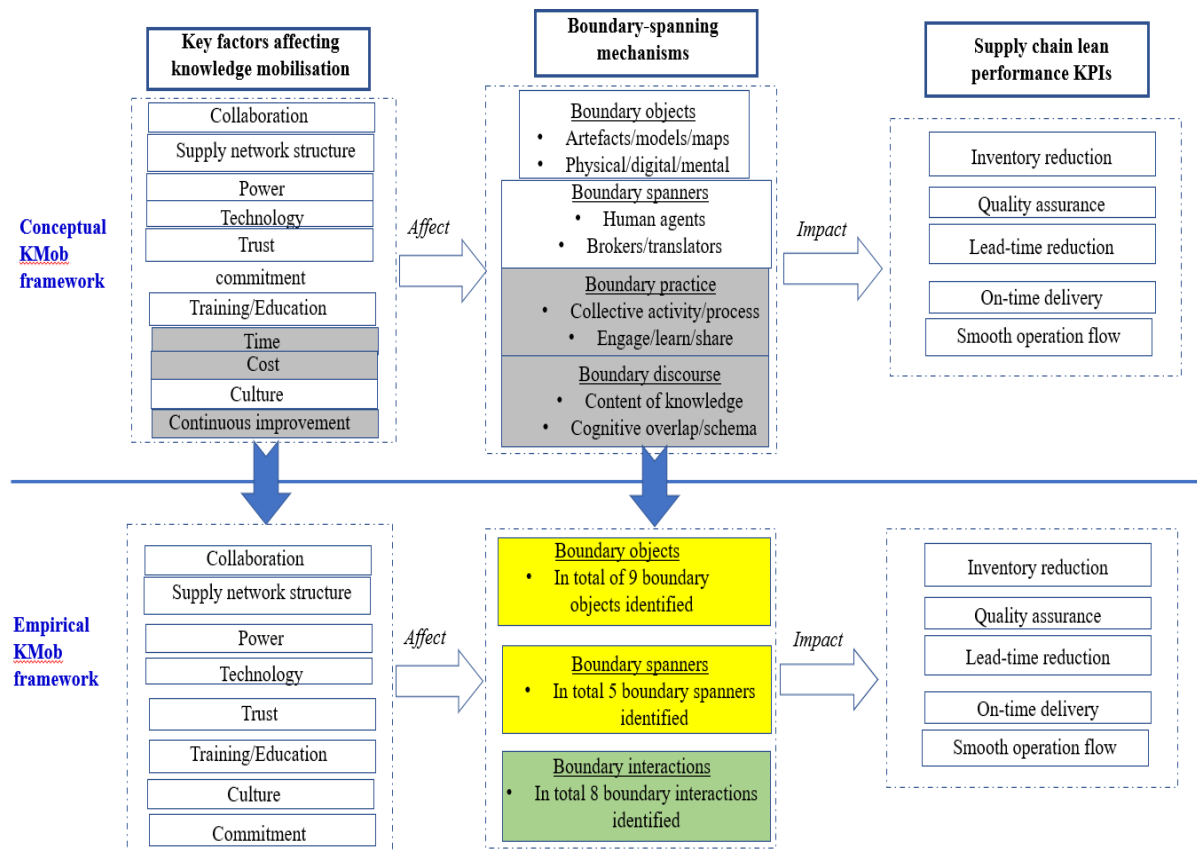 Key factors affecting
knowledge mobilisation
Boundary-spanning
mechanisms
Supply chain lean
performance KPIs
Conceptual
KMob
framework
Collaboration
Supply network structure
Power
Technology
Trust
commitment
Training/Education
Time
Cost
Culture
Continuous improvement
Affect
Boundary objects
• Artefacts/models/maps
• Physical/digital/mental
Boundary spanners
• Human agents
• Brokers/translators
Boundary practice
• Collective activity/process
• Engage/learn/share
Boundary discourse
• Content of knowledge
• Cognitive overlap/schema
Impact
Inventory reduction
Quality assurance
Lead-time reduction
On-time delivery
Smooth operation flow
Empirical
KMob
framework
Collaboration
Supply network structure
Power
Technology
Trust
Training/Education
Culture
Commitment
Affect
Boundary objects
• In total of 9 boundary
objects identified
Boundary spanners
• In total 5 boundary spanners
identified
Boundary interactions
• In total 8 boundary interactions
identified
Impact
Inventory reduction
Quality assurance
Lead-time reduction
On-time delivery
Smooth operation flow